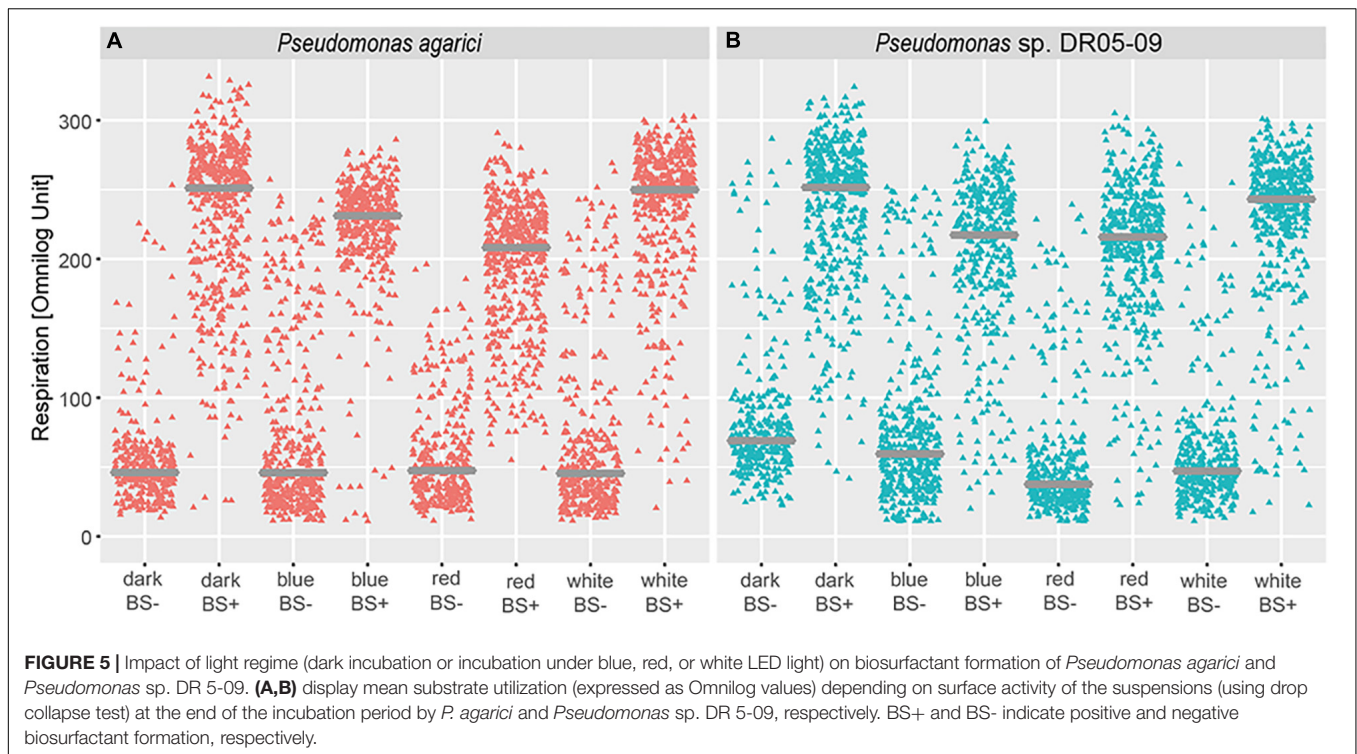 A
Pseudomonas agarici
B
Pseudomonas sp. DR05-09
Respiration [Omnilog Unit]
300
200
100
0
dark BS-
dark BS+
blue BS-
blue BS+
red BS-
red BS+
white BS-
white BS+
dark BS-
dark BS+
blue BS-
blue BS+
red BS-
red BS+
white BS-
white BS+
FIGURE 5 | Impact of light regime (dark incubation or incubation under blue, red, or white LED light) on biosurfactant formation of Pseudomonas agarici and
Pseudomonas sp. DR 5-09. (A,B) display mean substrate utilization (expressed as Omnilog values) depending on surface activity of the suspensions (using drop
collapse test) at the end of the incubation period by P. agarici and Pseudomonas sp. DR 5-09, respectively. BS+ and BS- indicate positive and negative
biosurfactant formation, respectively.